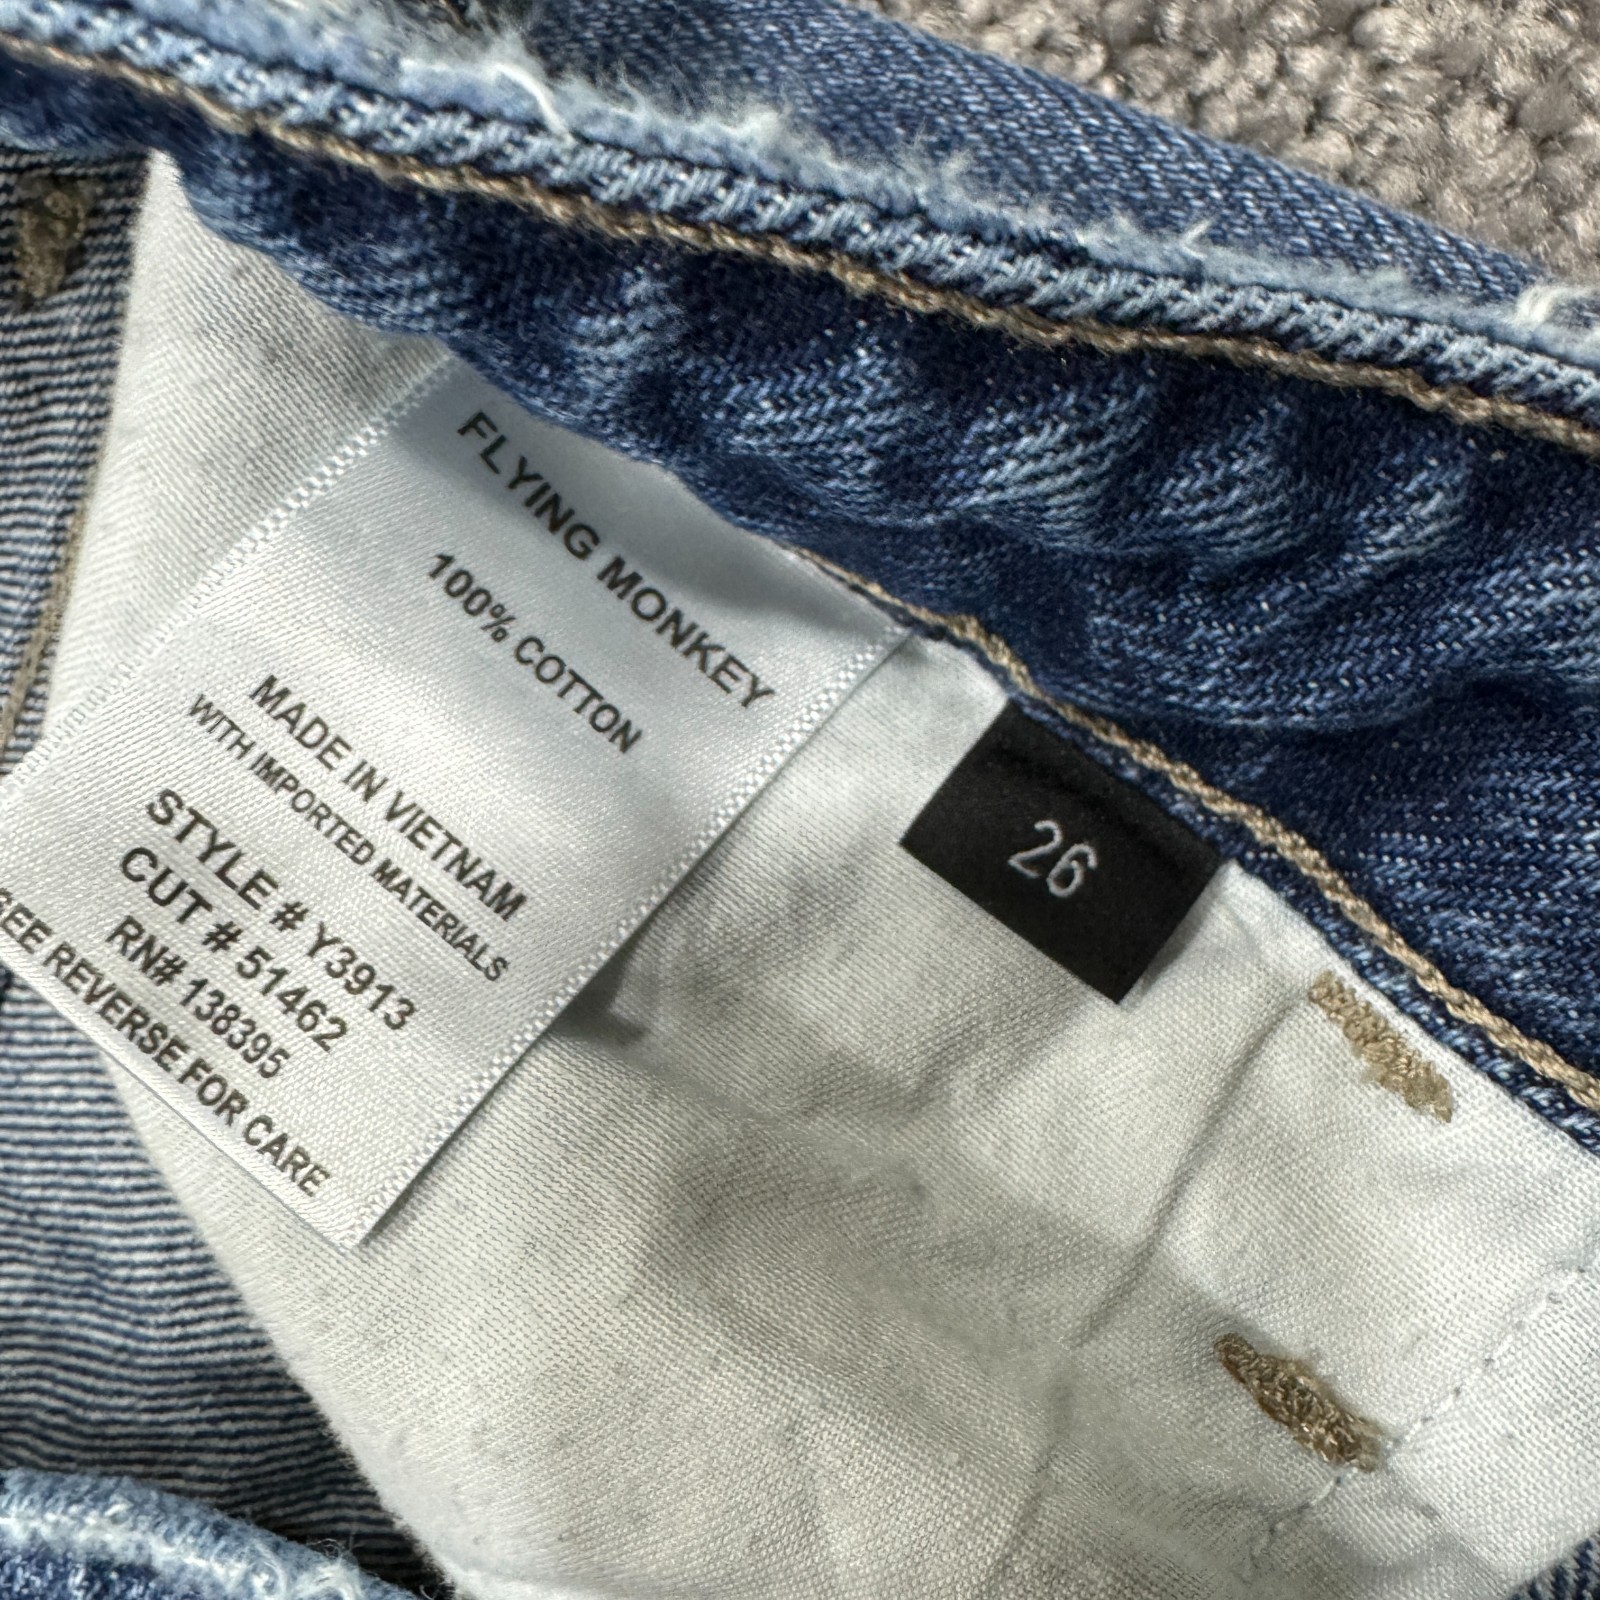 FLYING MONKEY
100% COTTON
MADE IN VIETNAM
WITH IMPORTED MATERIALS
STYLE # Y3913
CUT # 51462
RN# 138395
SEE REVERSE FOR CARE
26